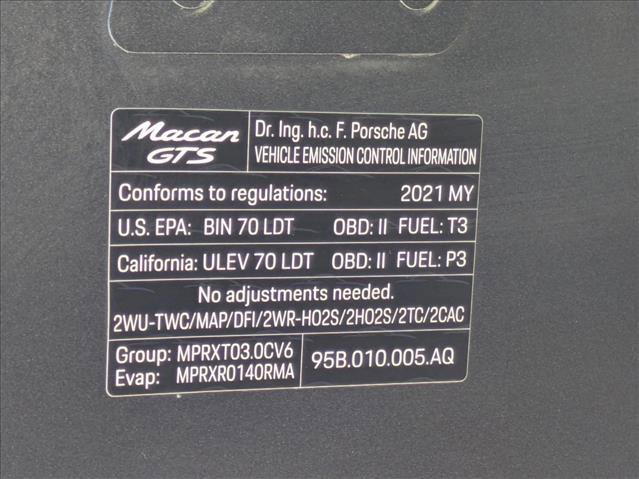 Macan GTS
Dr. Ing. h.c. F. Porsche AG
VEHICLE EMISSION CONTROL INFORMATION
Conforms to regulations: 2021 MY
U.S. EPA: BIN 70 LDT OBD: II FUEL: T3
California: ULEV 70 LDT OBD: II FUEL: P3
No adjustments needed.
2WU-TWC/MAP/DFI/2WR-HO2S/2HO2S/2TC/2CAC
Group: MPRXT03.0CV6
Evap: MPRXR0140RMA
95B.010.005.AQ